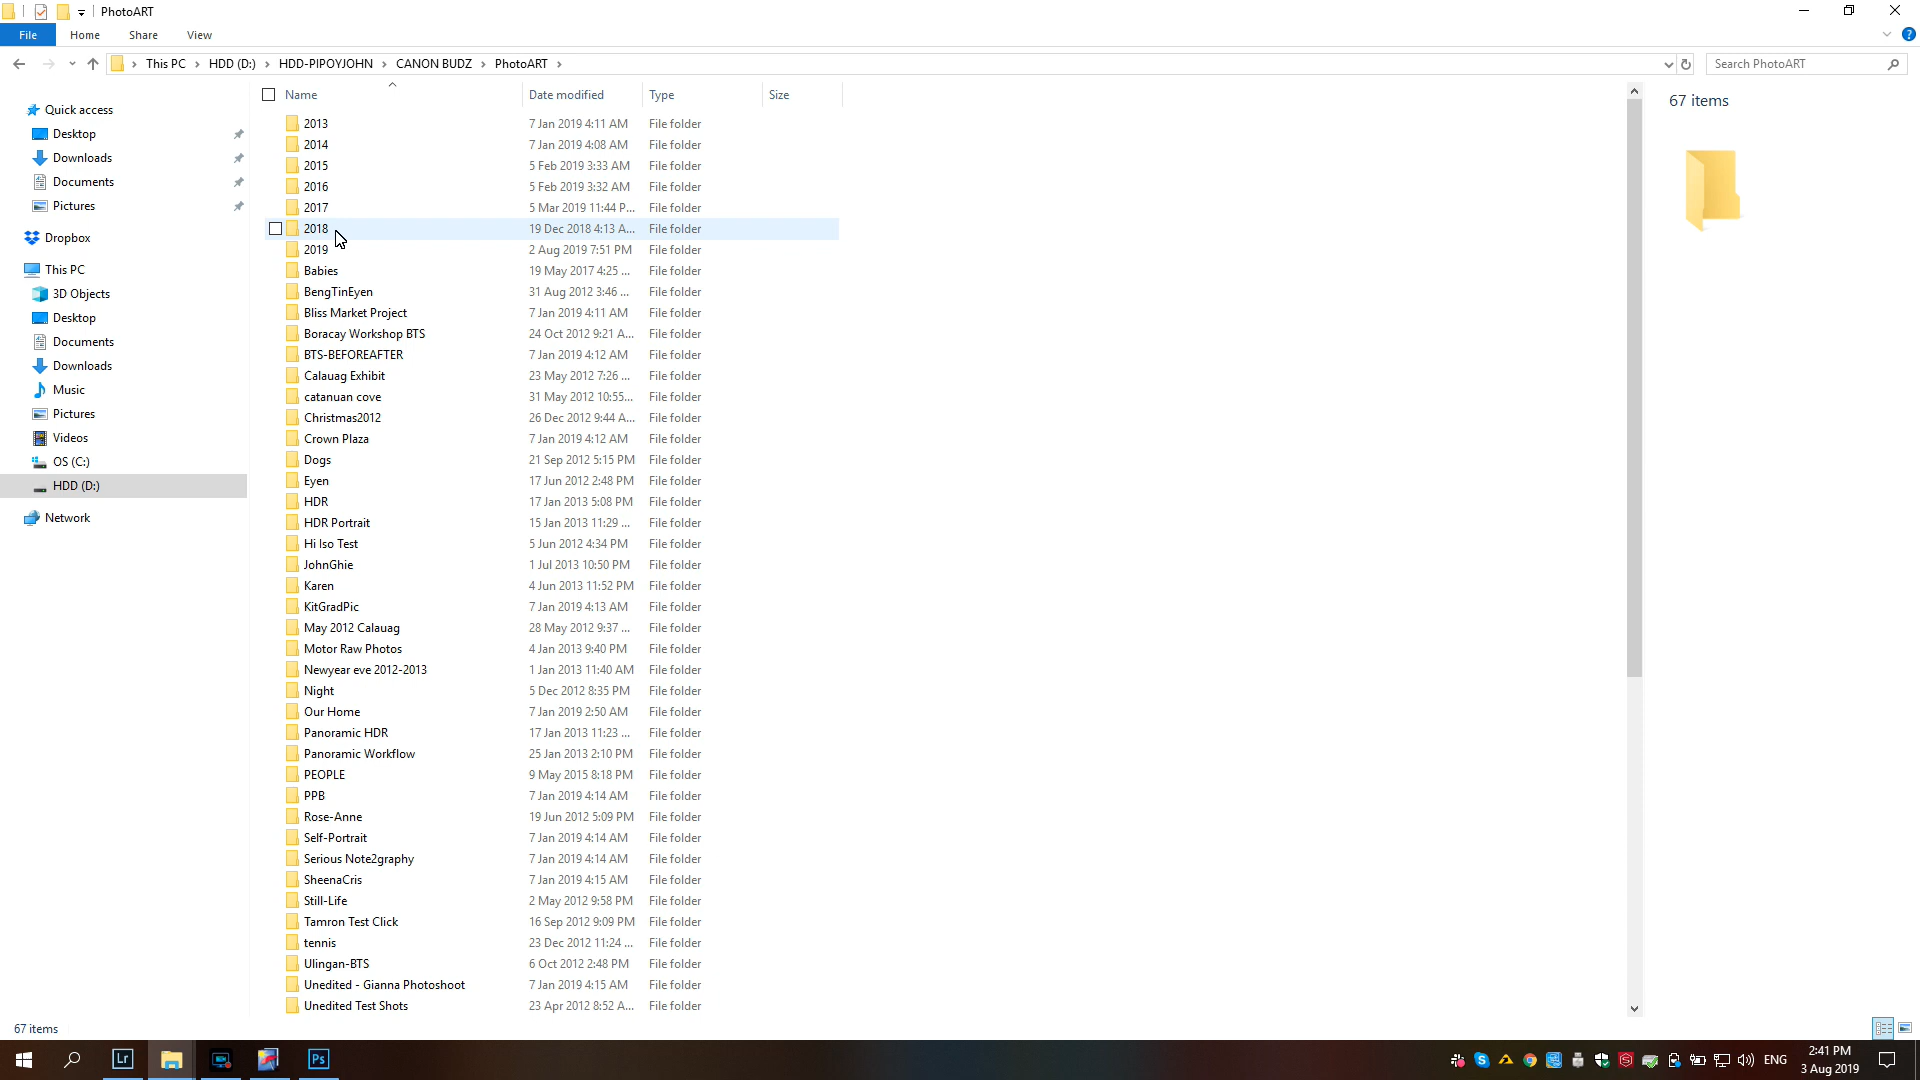 PhotoART
File Home Share View
This PC HDD (D:) HDD-PIPOYJOHN CANON BUDZ PhotoART
Search PhotoART
Name Date modified Type Size
67 items
Quick access
Desktop
Downloads
Documents
Pictures
Dropbox
This PC
3D Objects
Desktop
Documents
Downloads
Music
Pictures
Videos
OS (C:)
HDD (D:)
Network
2013 7 Jan 2019 4:11 AM File folder
2014 7 Jan 2019 4:08 AM File folder
2015 5 Feb 2019 3:33 AM File folder
2016 5 Feb 2019 3:32 AM File folder
2017 5 Mar 2019 11:44 P... File folder
2018 19 Dec 2018 4:13 A... File folder
2019 2 Aug 2019 7:51 PM File folder
Babies 19 May 2017 4:25 ... File folder
BengTinEyen 31 Aug 2012 3:46 ... File folder
Bliss Market Project 7 Jan 2019 4:11 AM File folder
Boracay Workshop BTS 24 Oct 2012 9:21 A... File folder
BTS-BEFOREAFTER 7 Jan 2019 4:12 AM File folder
Calauag Exhibit 23 May 2012 7:26 ... File folder
catanuan cove 31 May 2012 10:55... File folder
Christmas2012 26 Dec 2012 9:44 A... File folder
Crown Plaza 7 Jan 2019 4:12 AM File folder
Dogs 21 Sep 2012 5:15 PM File folder
Eyen 17 Jun 2012 2:48 PM File folder
HDR 17 Jan 2013 5:08 PM File folder
HDR Portrait 15 Jan 2013 11:29 ... File folder
Hi Iso Test 5 Jun 2012 4:34 PM File folder
JohnGhie 1 Jul 2013 10:50 PM File folder
Karen 4 Jun 2013 11:52 PM File folder
KitGradPic 7 Jan 2019 4:13 AM File folder
May 2012 Calauag 28 May 2012 9:37 ... File folder
Motor Raw Photos 4 Jan 2013 9:40 PM File folder
Newyear eve 2012-2013 1 Jan 2013 11:40 AM File folder
Night 5 Dec 2012 8:35 PM File folder
Our Home 7 Jan 2019 2:50 AM File folder
Panoramic HDR 17 Jan 2013 11:23 ... File folder
Panoramic Workflow 25 Jan 2013 2:10 PM File folder
PEOPLE 9 May 2015 8:18 PM File folder
PPB 7 Jan 2019 4:14 AM File folder
Rose-Anne 19 Jun 2012 5:09 PM File folder
Self-Portrait 7 Jan 2019 4:14 AM File folder
Serious Note2graphy 7 Jan 2019 4:14 AM File folder
SheenaCris 7 Jan 2019 4:15 AM File folder
Still-Life 2 May 2012 9:58 PM File folder
Tamron Test Click 16 Sep 2012 9:09 PM File folder
tennis 23 Dec 2012 11:24 ... File folder
Ulingan-BTS 6 Oct 2012 2:48 PM File folder
Unedited - Gianna Photoshoot 7 Jan 2019 4:15 AM File folder
Unedited Test Shots 23 Apr 2012 8:52 A... File folder
67 items
Lr Ps ENG 2:41 PM
3 Aug 2019